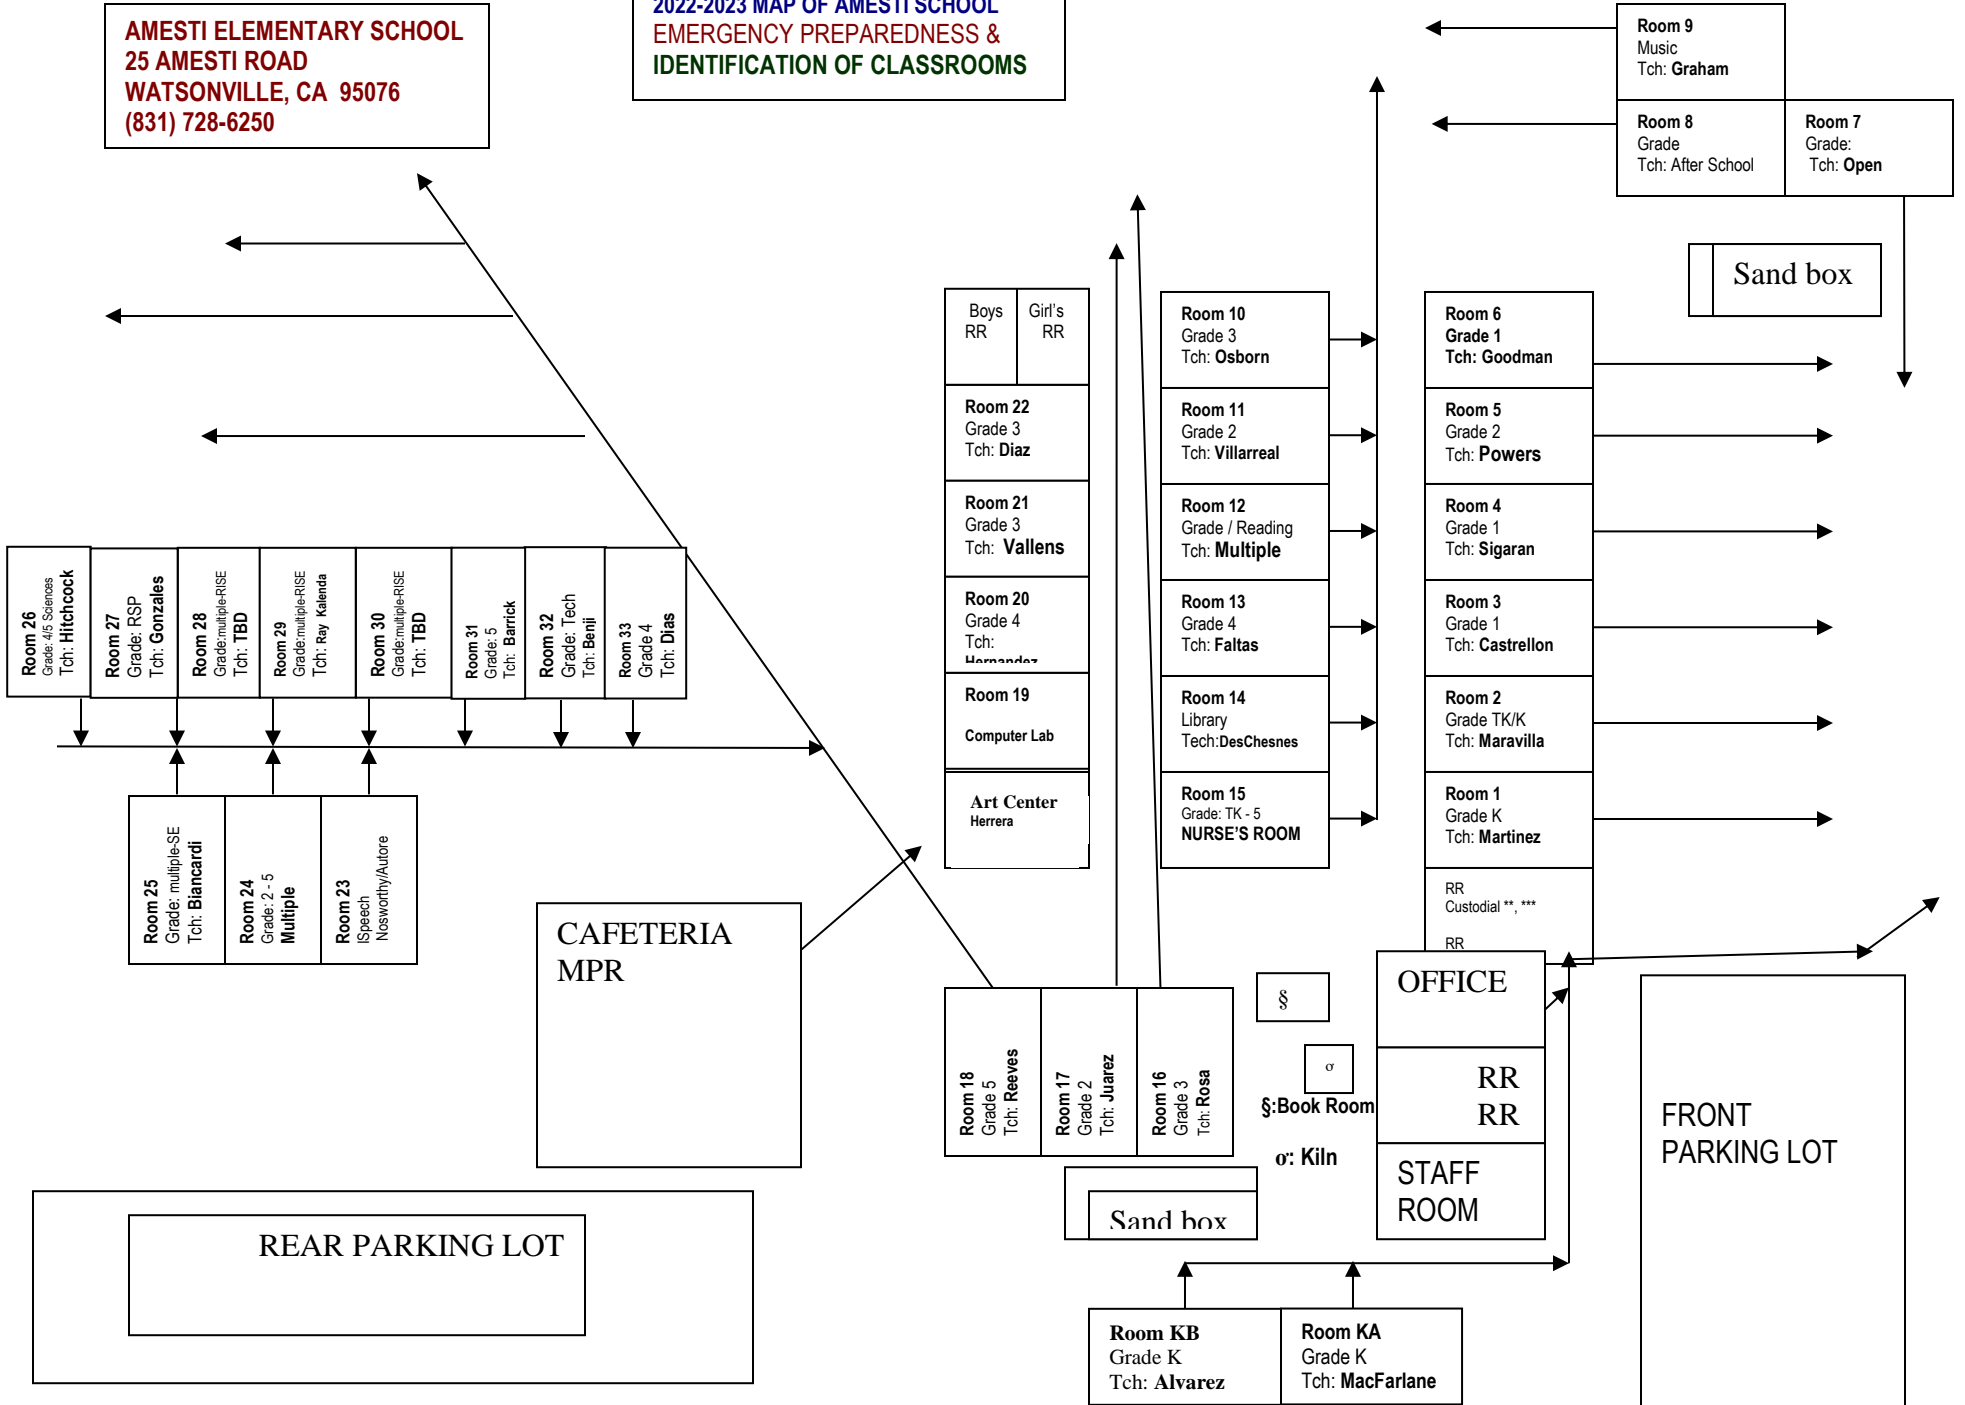 AMESTI ELEMENTARY SCHOOL
25 AMESTI ROAD
WATSONVILLE, CA  95076
(831) 728-6250
2022-2023 MAP OF AMESTI SCHOOL
EMERGENCY PREPAREDNESS &
IDENTIFICATION OF CLASSROOMS
Room 9
Music
Tch: Graham
Room 8
Grade
Tch: After School
Room 7
Grade:
Tch: Open
Sand box
Boys
RR
Girl's
RR
Room 22
Grade 3
Tch: Diaz
Room 21
Grade 3
Tch: Vallens
Room 20
Grade 4
Tch:
Hernandez
Room 19
Computer Lab
Art Center
Herrera
Room 10
Grade 3
Tch: Osborn
Room 11
Grade 2
Tch: Villarreal
Room 12
Grade / Reading
Tch: Multiple
Room 13
Grade 4
Tch: Faltas
Room 14
Library
Tech:DesChesnes
Room 15
Grade: TK - 5
NURSE'S ROOM
Room 6
Grade 1
Tch: Goodman
Room 5
Grade 2
Tch: Powers
Room 4
Grade 1
Tch: Sigaran
Room 3
Grade 1
Tch: Castrellon
Room 2
Grade TK/K
Tch: Maravilla
Room 1
Grade K
Tch: Martinez
RR
Custodial **, ***
RR
Room 26
Grade: 4/5 Sciences
Tch: Hitchcock
Room 27
Grade: RSP
Tch: Gonzales
Room 28
Grade:multiple-RISE
Tch: TBD
Room 29
Grade:multiple-RISE
Tch: Ray  Kalenda
Room 30
Grade:multiple-RISE
Tch: TBD
Room 31
Grade: 5
Tch: Barrick
Room 32
Grade: Tech
Tch: Benji
Room 33
Grade 4
Tch: Dias
Room 25
Grade: multiple-SE
Tch: Biancardi
Room 24
Grade: 2 - 5
Multiple
Room 23
lSpeech
Nosworthy/Autore
CAFETERIA
MPR
Room 18
Grade 5
Tch: Reeves
Room 17
Grade 2
Tch: Juarez
Room 16
Grade 3
Tch: Rosa
§
σ
§:Book Room
σ: Kiln
OFFICE
RR
RR
STAFF
ROOM
FRONT
PARKING LOT
Sand box
REAR PARKING LOT
Room KB
Grade K
Tch: Alvarez
Room KA
Grade K
Tch: MacFarlane